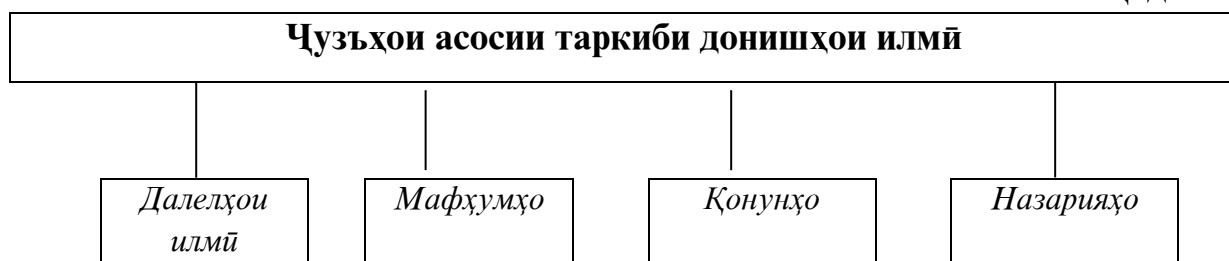 Ҷузъҳои асосии таркиби донишҳои илмӣ
Далелҳои илмӣ
Мафҳумҳо
Қонунҳо
Назарияҳо